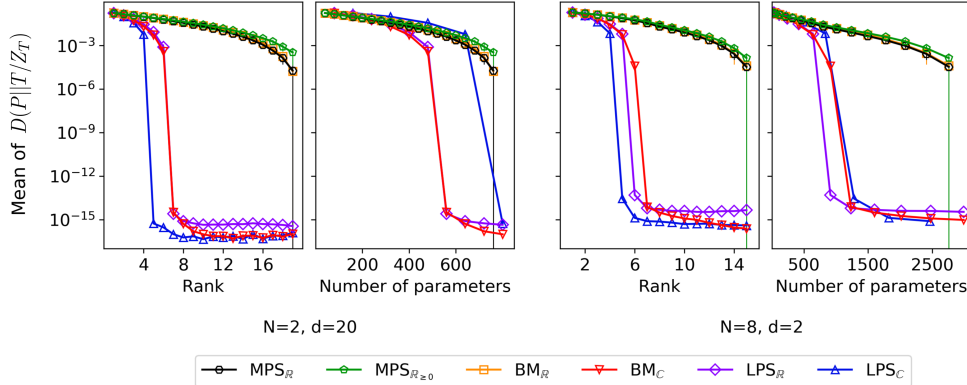 Mean of D(P||T/Z_T)
10⁻³
10⁻⁶
10⁻⁹
10⁻¹²
10⁻¹⁵
4 8 12 16
Rank
200 400 600
Number of parameters
2 6 10 14
Rank
500 1500 2500
Number of parameters
N=2, d=20
N=8, d=2
MPS_ℝ MPS_ℝ≥0 BM_ℝ BM_ℂ LPS_ℝ LPS_ℂ